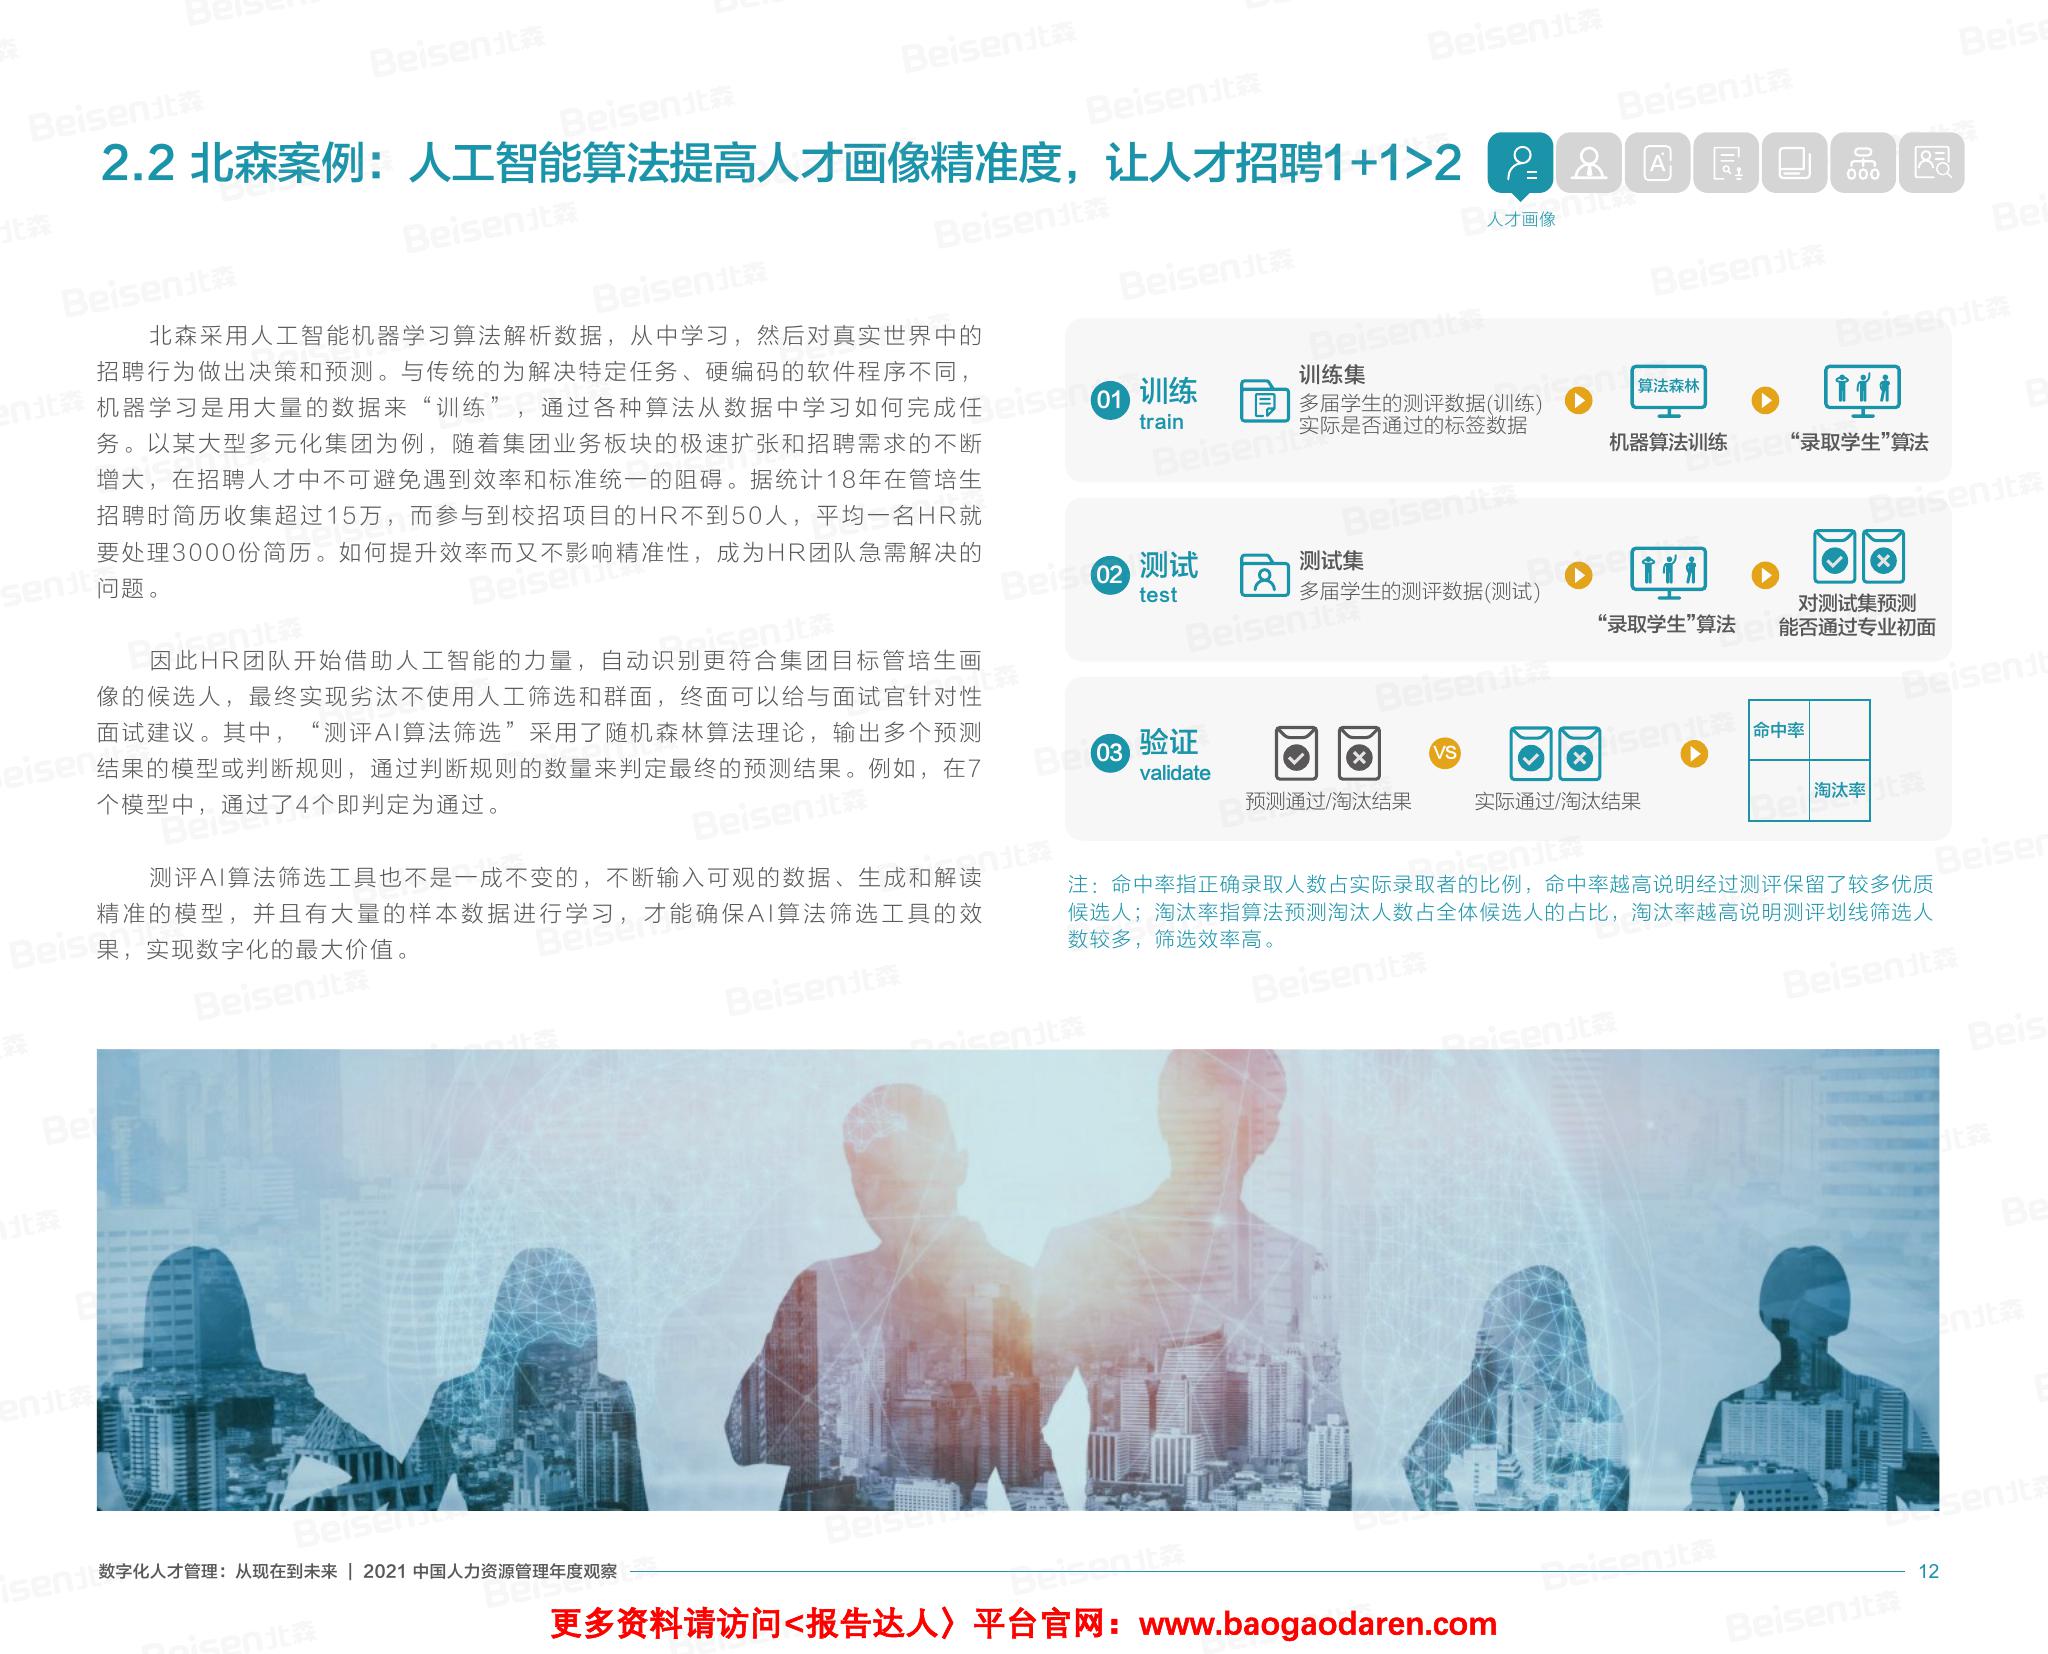 2.2 北森案例：人工智能算法提高人才画像精准度，让人才招聘1+1>2
人才画像
北森采用人工智能机器学习算法解析数据，从中学习，然后对真实世界中的
招聘行为做出决策和预测。与传统的为解决特定任务、硬编码的软件程序不同，
机器学习是用大量的数据来“训练”，通过各种算法从数据中学习如何完成任
务。以某大型多元化集团为例，随着集团业务板块的极速扩张和招聘需求的不断
增大，在招聘人才中不可避免遇到效率和标准统一的阻碍。据统计18年在管培生
招聘时简历收集超过15万，而参与到校招项目的HR不到50人，平均一名HR就
要处理3000份简历。如何提升效率而又不影响精准性，成为HR团队急需解决的
问题。
因此HR团队开始借助人工智能的力量，自动识别更符合集团目标管培生画
像的候选人，最终实现劣汰不使用人工筛选和群面，终面可以给与面试官针对性
面试建议。其中，“测评AI算法筛选”采用了随机森林算法理论，输出多个预测
结果的模型或判断规则，通过判断规则的数量来判定最终的预测结果。例如，在7
个模型中，通过了4个即判定为通过。
测评AI算法筛选工具也不是一成不变的，不断输入可观的数据、生成和解读
精准的模型，并且有大量的样本数据进行学习，才能确保AI算法筛选工具的效
果，实现数字化的最大价值。
01 训练
train
训练集
多届学生的测评数据(训练)
实际是否通过的标签数据
算法森林
机器算法训练
“录取学生”算法
02 测试
test
测试集
多届学生的测评数据(测试)
“录取学生”算法
对测试集预测
能否通过专业初面
03 验证
validate
预测通过/淘汰结果
VS
实际通过/淘汰结果
命中率
淘汰率
注：命中率指正确录取人数占实际录取者的比例，命中率越高说明经过测评保留了较多优质
候选人；淘汰率指算法预测淘汰人数占全体候选人的占比，淘汰率越高说明测评划线筛选人
数较多，筛选效率高。
数字化人才管理：从现在到未来 | 2021 中国人力资源管理年度观察
12
更多资料请访问<报告达人〉平台官网：www.baogaodaren.com
Beisen北森